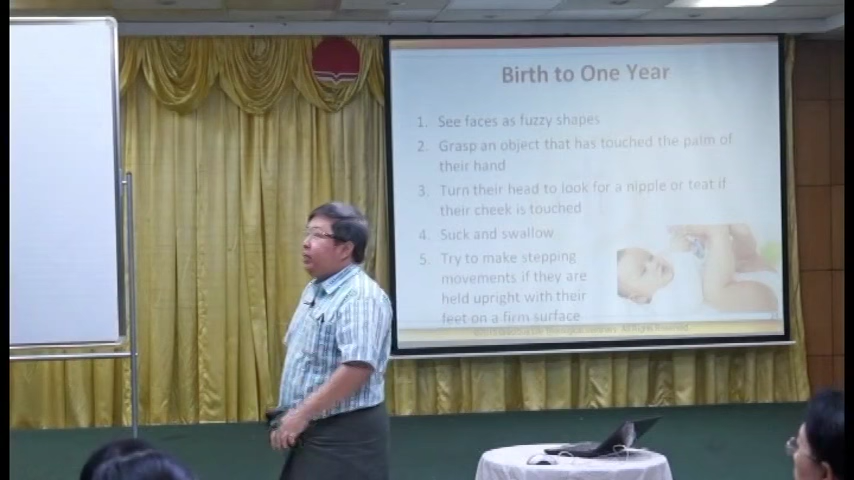 Birth to One Year
1. See faces as fuzzy shapes
2. Grasp an object that has touched the palm of
their hand
3. Turn their head to look for a nipple or teat if
their cheek is touched
4. Suck and swallow
5. Try to make stepping
movements if they are
held upright with their
feet on a firm surface
All Rights Reserved.